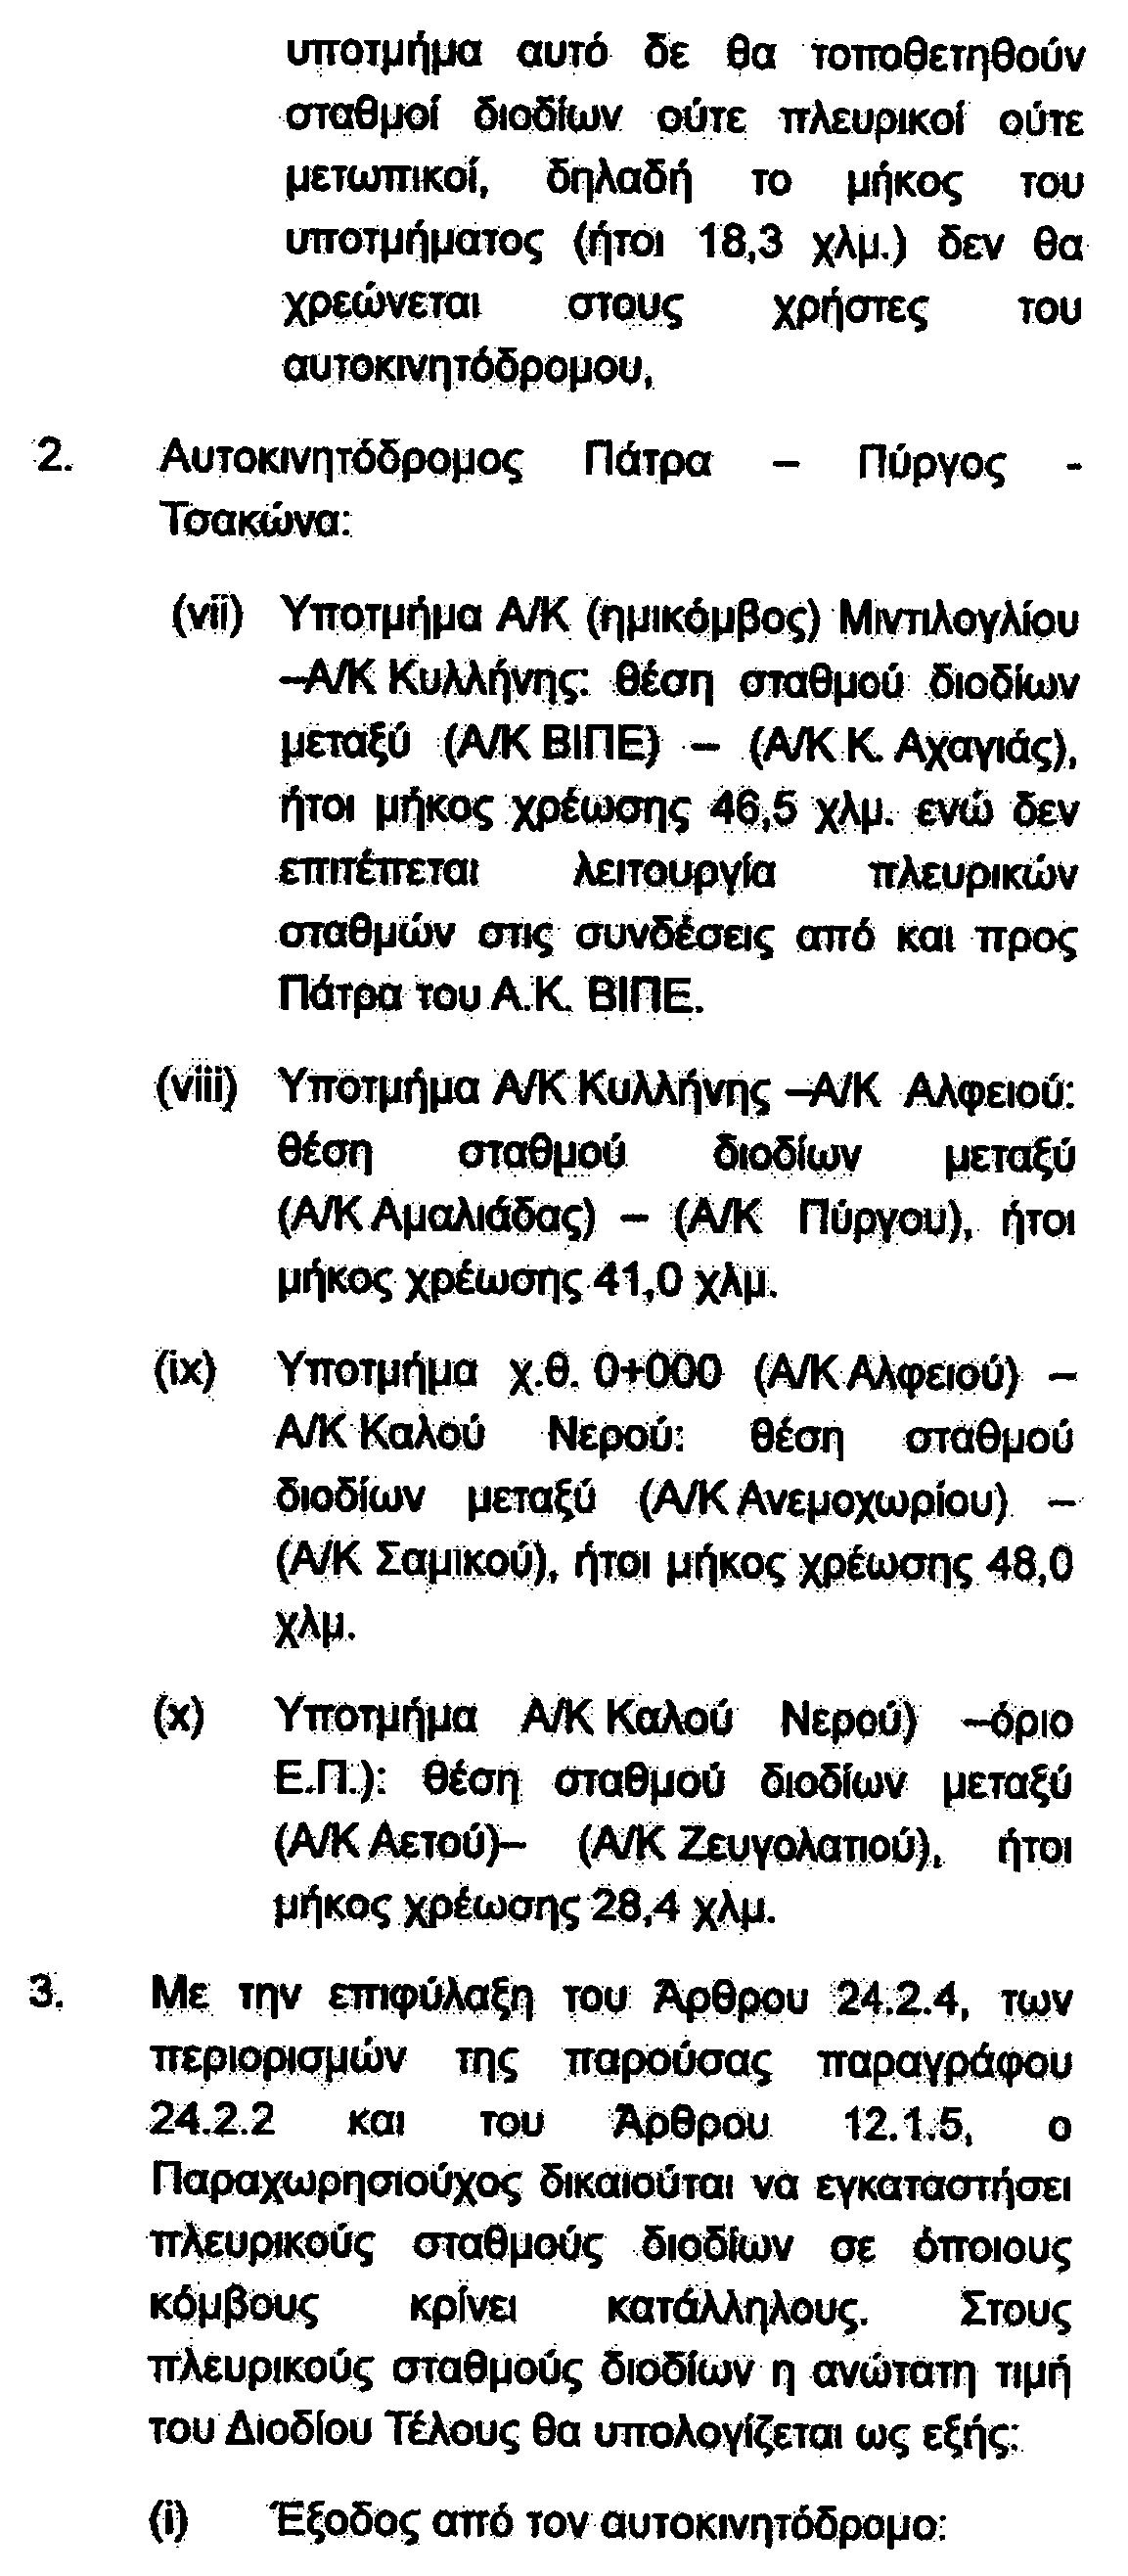 υποτμήμα αυτό δε θα τοποθετηθούν
σταθμοί διοδίων ούτε πλευρικοί ούτε
μετωπικοί, δηλαδή το μήκος του
υποτμήματος (ήτοι 18,3 χλμ.) δεν θα
χρεώνεται στους χρήστες του
αυτοκινητόδρομου,
2. Αυτοκινητόδρομος Πάτρα – Πύργος -
Τσακώνα:
(vii) Υποτμήμα Α/Κ (ημικόμβος) Μιντιλογλίου
–Α/Κ Κυλλήνης: θέση σταθμού διοδίων
μεταξύ (Α/Κ ΒΙΠΕ) – (Α/Κ Κ. Αχαγιάς),
ήτοι μήκος χρέωσης 46,5 χλμ. ενώ δεν
επιτέπεται λειτουργία πλευρικών
σταθμών στις συνδέσεις από και προς
Πάτρα του Α.Κ. ΒΙΠΕ.
(viii) Υποτμήμα Α/Κ Κυλλήνης –Α/Κ Αλφειού:
θέση σταθμού διοδίων μεταξύ
(Α/Κ Αμαλιάδας) – (Α/Κ Πύργου), ήτοι
μήκος χρέωσης 41,0 χλμ.
(ix) Υποτμήμα χ.θ. 0+000 (Α/Κ Αλφειού) –
Α/Κ Καλού Νερού: θέση σταθμού
διοδίων μεταξύ (Α/Κ Ανεμοχωρίου) –
(Α/Κ Σαμικού), ήτοι μήκος χρέωσης 48,0
χλμ.
(x) Υποτμήμα Α/Κ Καλού Νερού) –όριο
Ε.Π.): θέση σταθμού διοδίων μεταξύ
(Α/Κ Αετού)– (Α/Κ Ζευγολατιού), ήτοι
μήκος χρέωσης 28,4 χλμ.
3. Με την επιφύλαξη του Άρθρου 24.2.4, των
περιορισμών της παρούσας παραγράφου
24.2.2 και του Άρθρου 12.1.5, ο
Παραχωρησιούχος δικαιούται να εγκαταστήσει
πλευρικούς σταθμούς διοδίων σε όποιους
κόμβους κρίνει κατάλληλους. Στους
πλευρικούς σταθμούς διοδίων η ανώτατη τιμή
του Διοδίου Τέλους θα υπολογίζεται ως εξής:
(i) Έξοδος από τον αυτοκινητόδρομο: